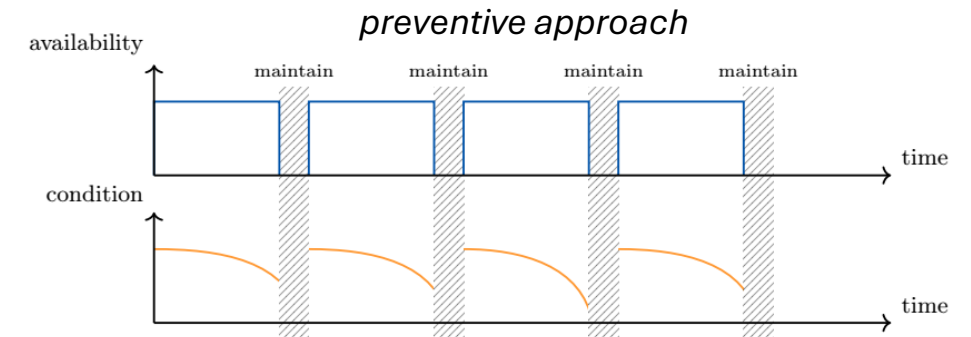 preventive approach
availability
maintain maintain maintain maintain
time
condition
time